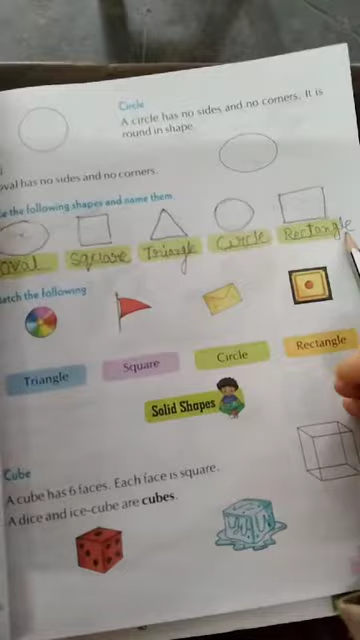 Circle
A circle has no sides and no corners. It is
round in shape.
oval has no sides and no corners.
the following shapes and name them
oval square Triangle Circle Rectangle
atch the following
Triangle Square Circle Rectangle
Solid Shapes
Cube
A cube has 6 faces. Each face is square.
A dice and ice-cube are cubes.